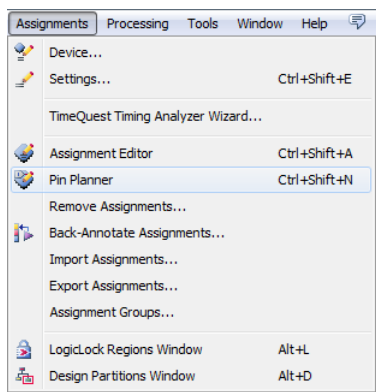 Assignments Processing Tools Window Help
Device...
Settings... Ctrl+Shift+E
TimeQuest Timing Analyzer Wizard...
Assignment Editor Ctrl+Shift+A
Pin Planner Ctrl+Shift+N
Remove Assignments...
Back-Annotate Assignments...
Import Assignments...
Export Assignments...
Assignment Groups...
LogicLock Regions Window Alt+L
Design Partitions Window Alt+D